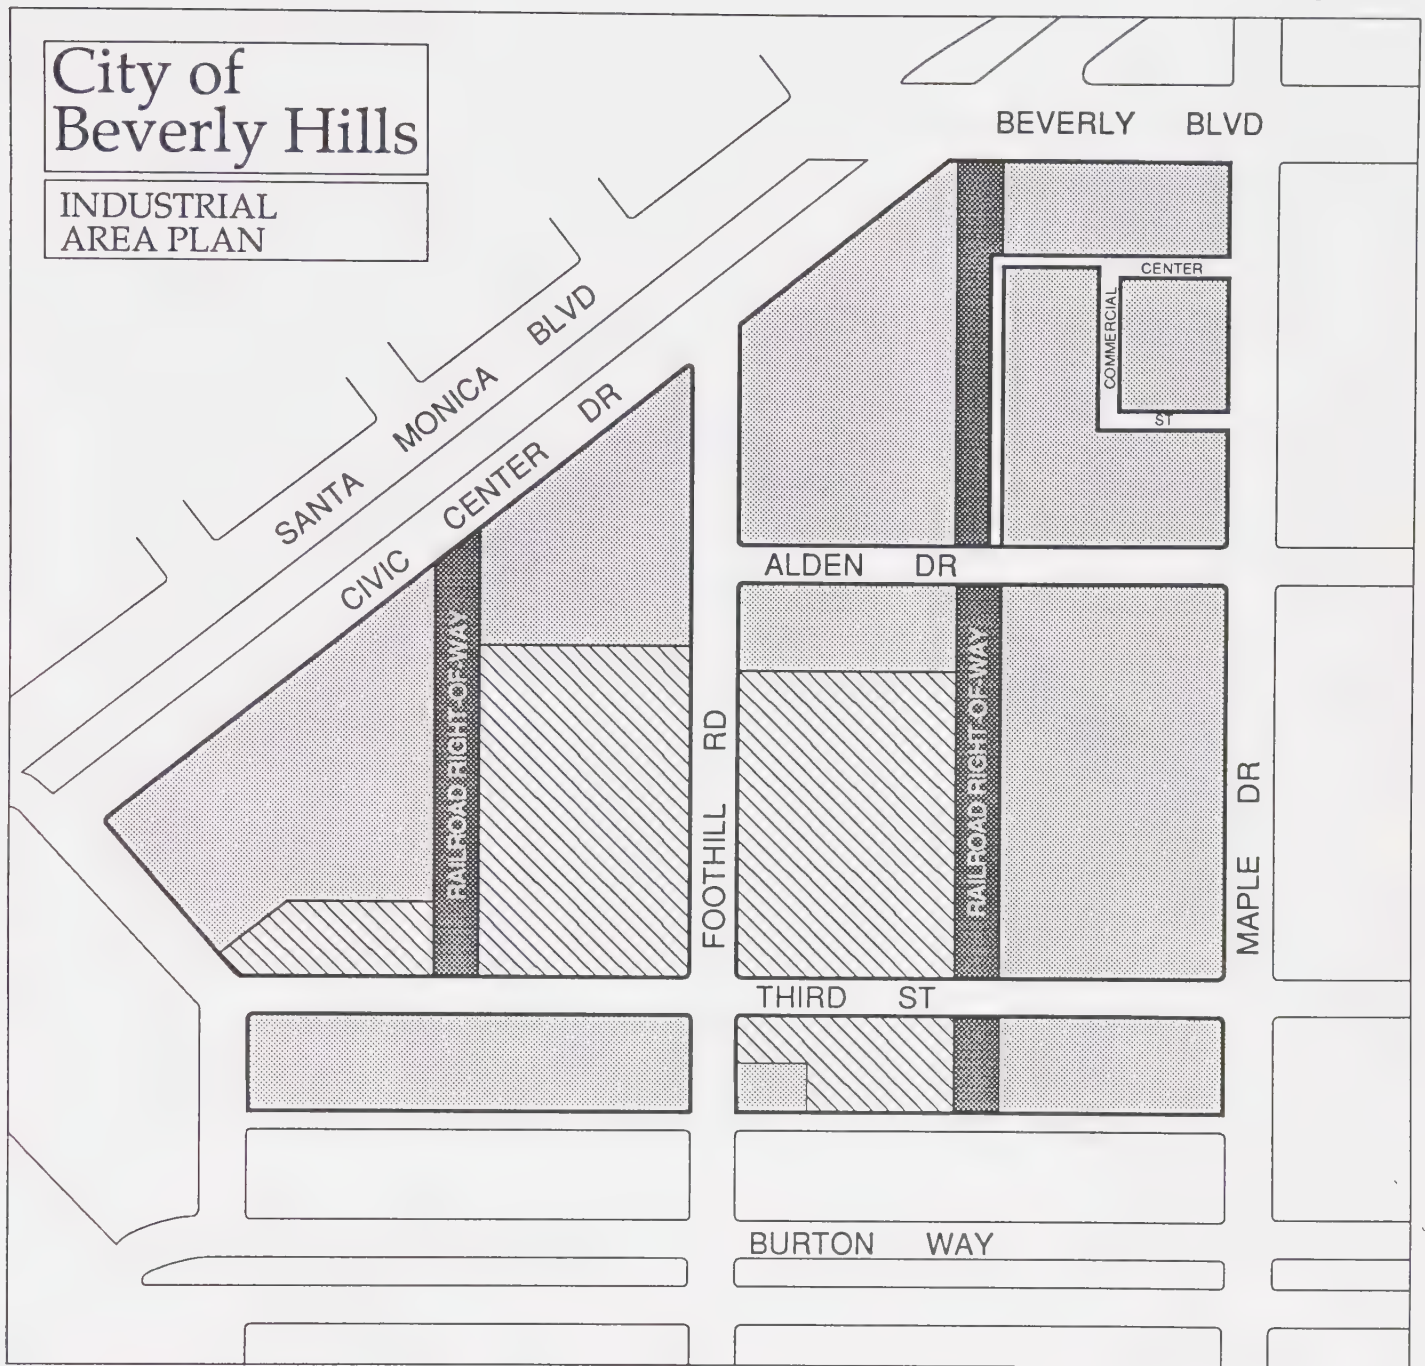 City of
Beverly Hills
INDUSTRIAL
AREA PLAN
BEVERLY BLVD
CENTER
COMMERCIAL
ST
SANTA MONICA BLVD
CIVIC CENTER DR
ALDEN DR
RAILROAD RIGHT-OF-WAY
RAILROAD RIGHT-OF-WAY
FOOTHILL RD
MAPLE DR
THIRD ST
BURTON WAY